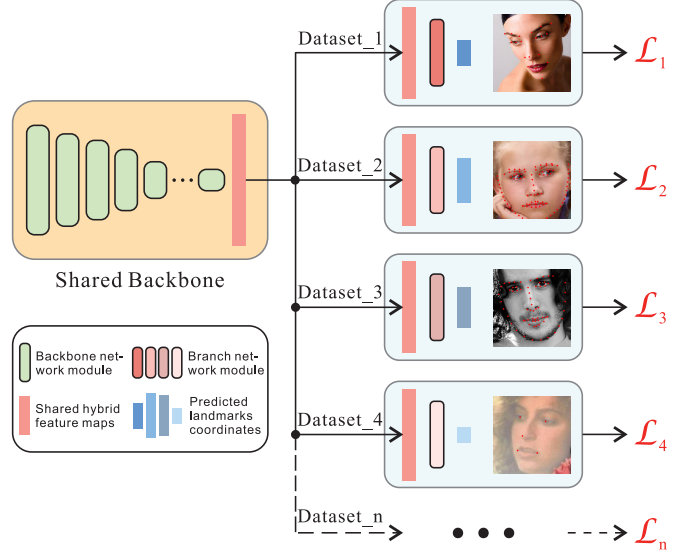 Dataset_1
ℒ1
Dataset_2
ℒ2
Shared Backbone
Dataset_3
ℒ3
Backbone net-
work module
Branch net-
work module
Shared hybrid
feature maps
Predicted
landmarks
coordinates
Dataset_4
ℒ4
Dataset_n
• • •
ℒn